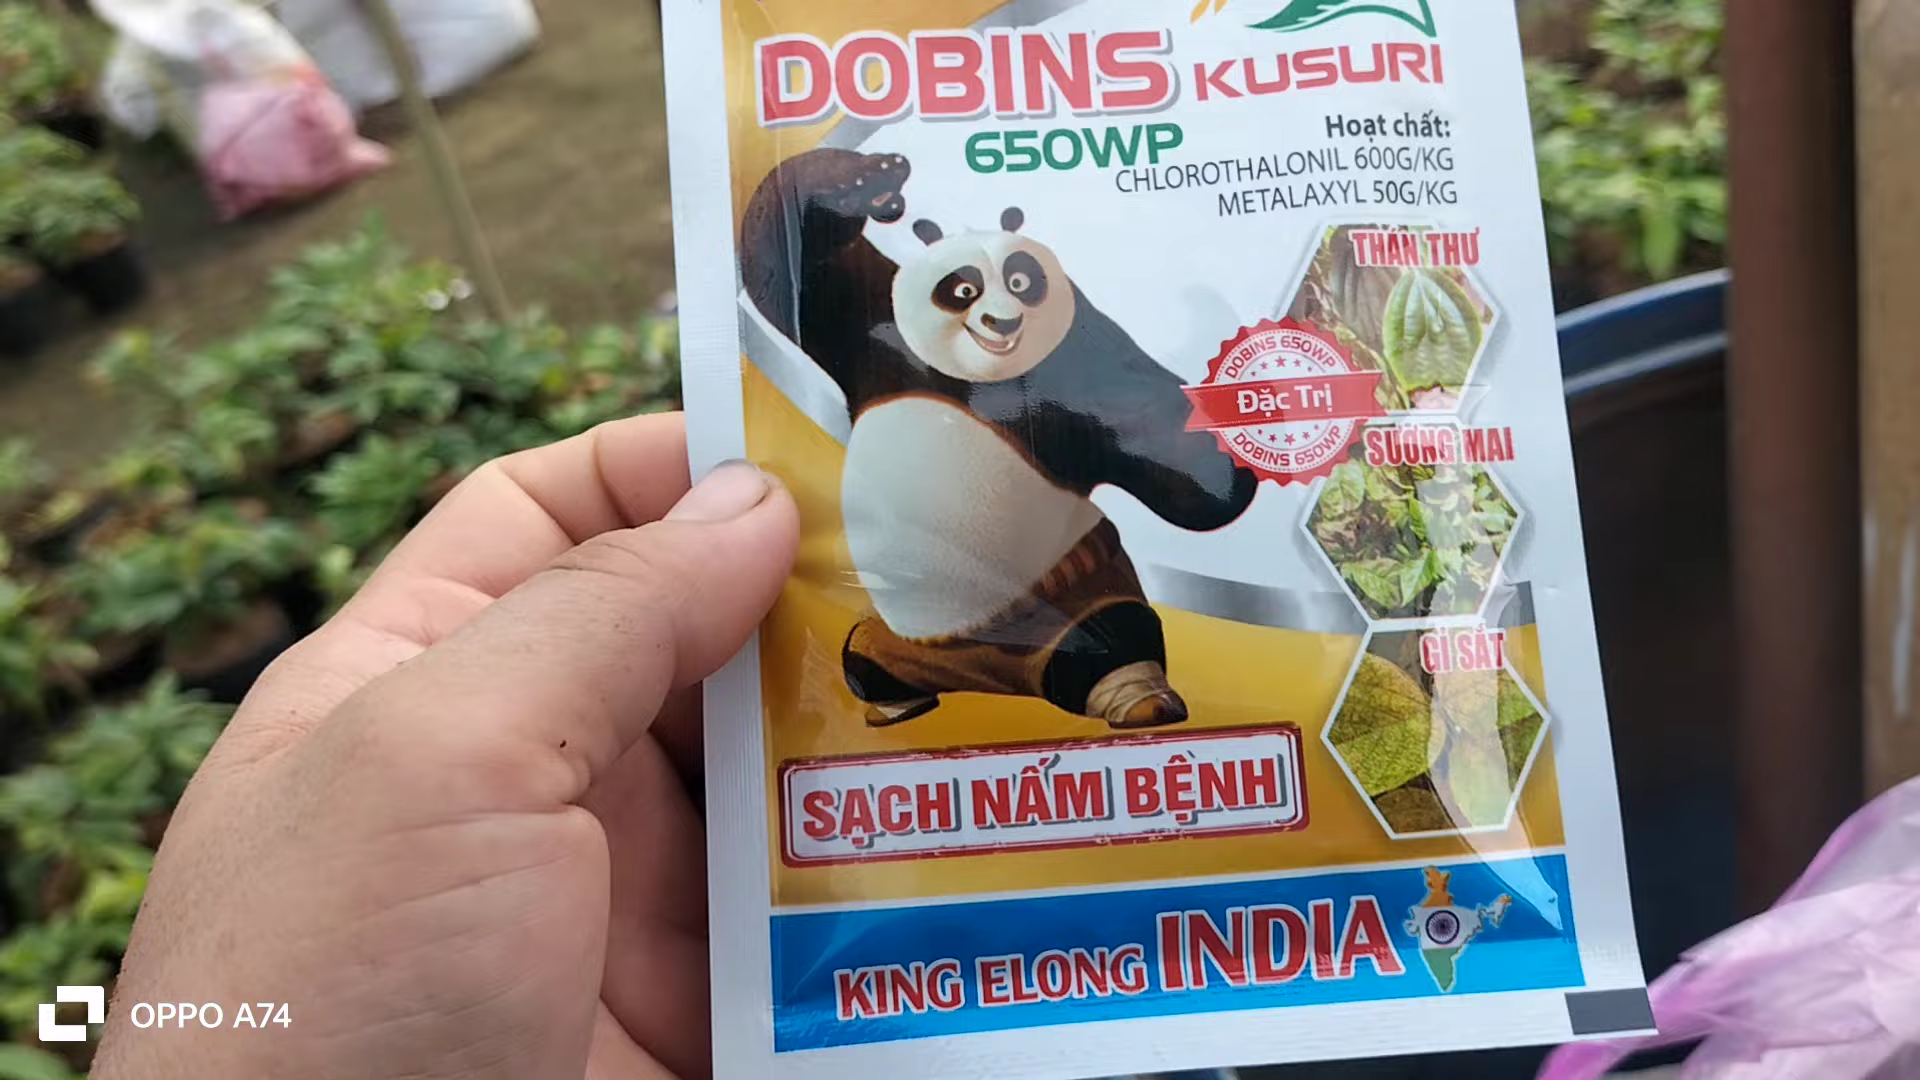 DOBINS KUSURI
650WP
Hoạt chất:
CHLOROTHALONIL 600G/KG
METALAXYL 50G/KG
THÁN THƯ
DOBINS 650WP
Đặc Trị
DOBINS 650WP
SƯƠNG MAI
GỈ SẮT
SẠCH NẤM BỆNH
KING ELONG INDIA
OPPO A74